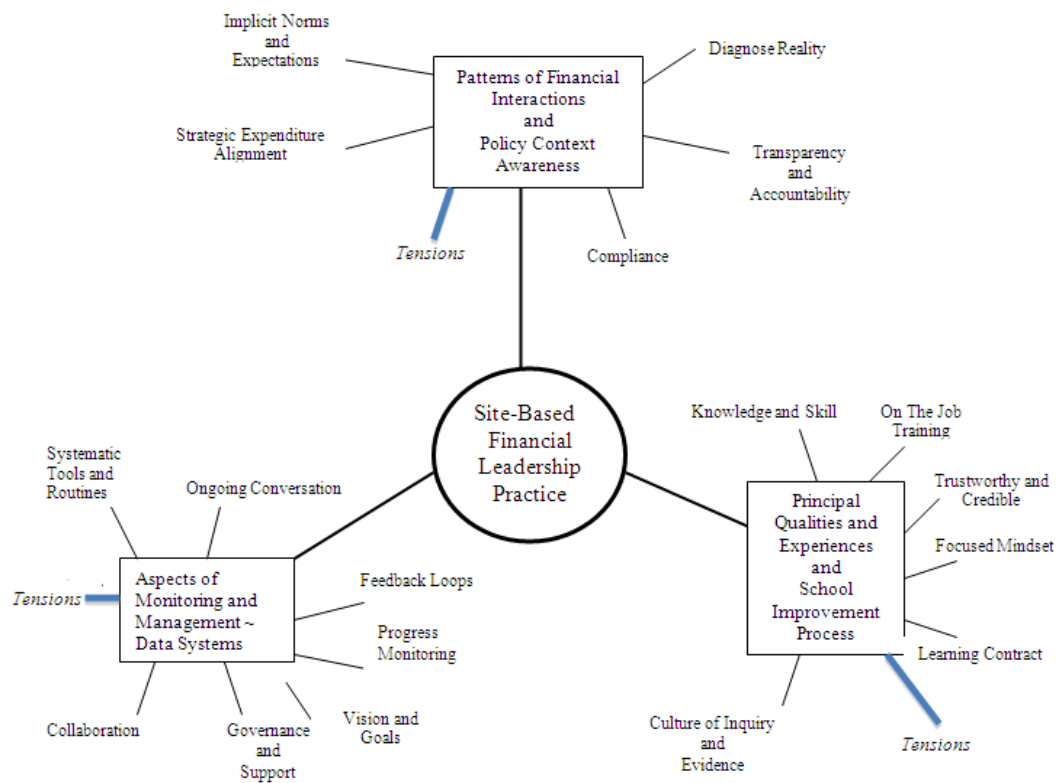 Implicit Norms
and
Expectations
Diagnose Reality
Patterns of Financial
Interactions
and
Policy Context
Awareness
Strategic Expenditure
Alignment
Transparency
and
Accountability
Tensions
Compliance
Site-Based
Financial
Leadership
Practice
Knowledge and Skill
On The Job
Training
Systematic
Tools and
Routines
Ongoing Conversation
Trustworthy and
Credible
Principal
Qualities and
Experiences
and
School
Improvement
Process
Focused Mindset
Tensions
Aspects of
Monitoring and
Management ~
Data Systems
Feedback Loops
Progress
Monitoring
Learning Contract
Collaboration
Governance
and
Support
Vision and
Goals
Culture of Inquiry
and
Evidence
Tensions